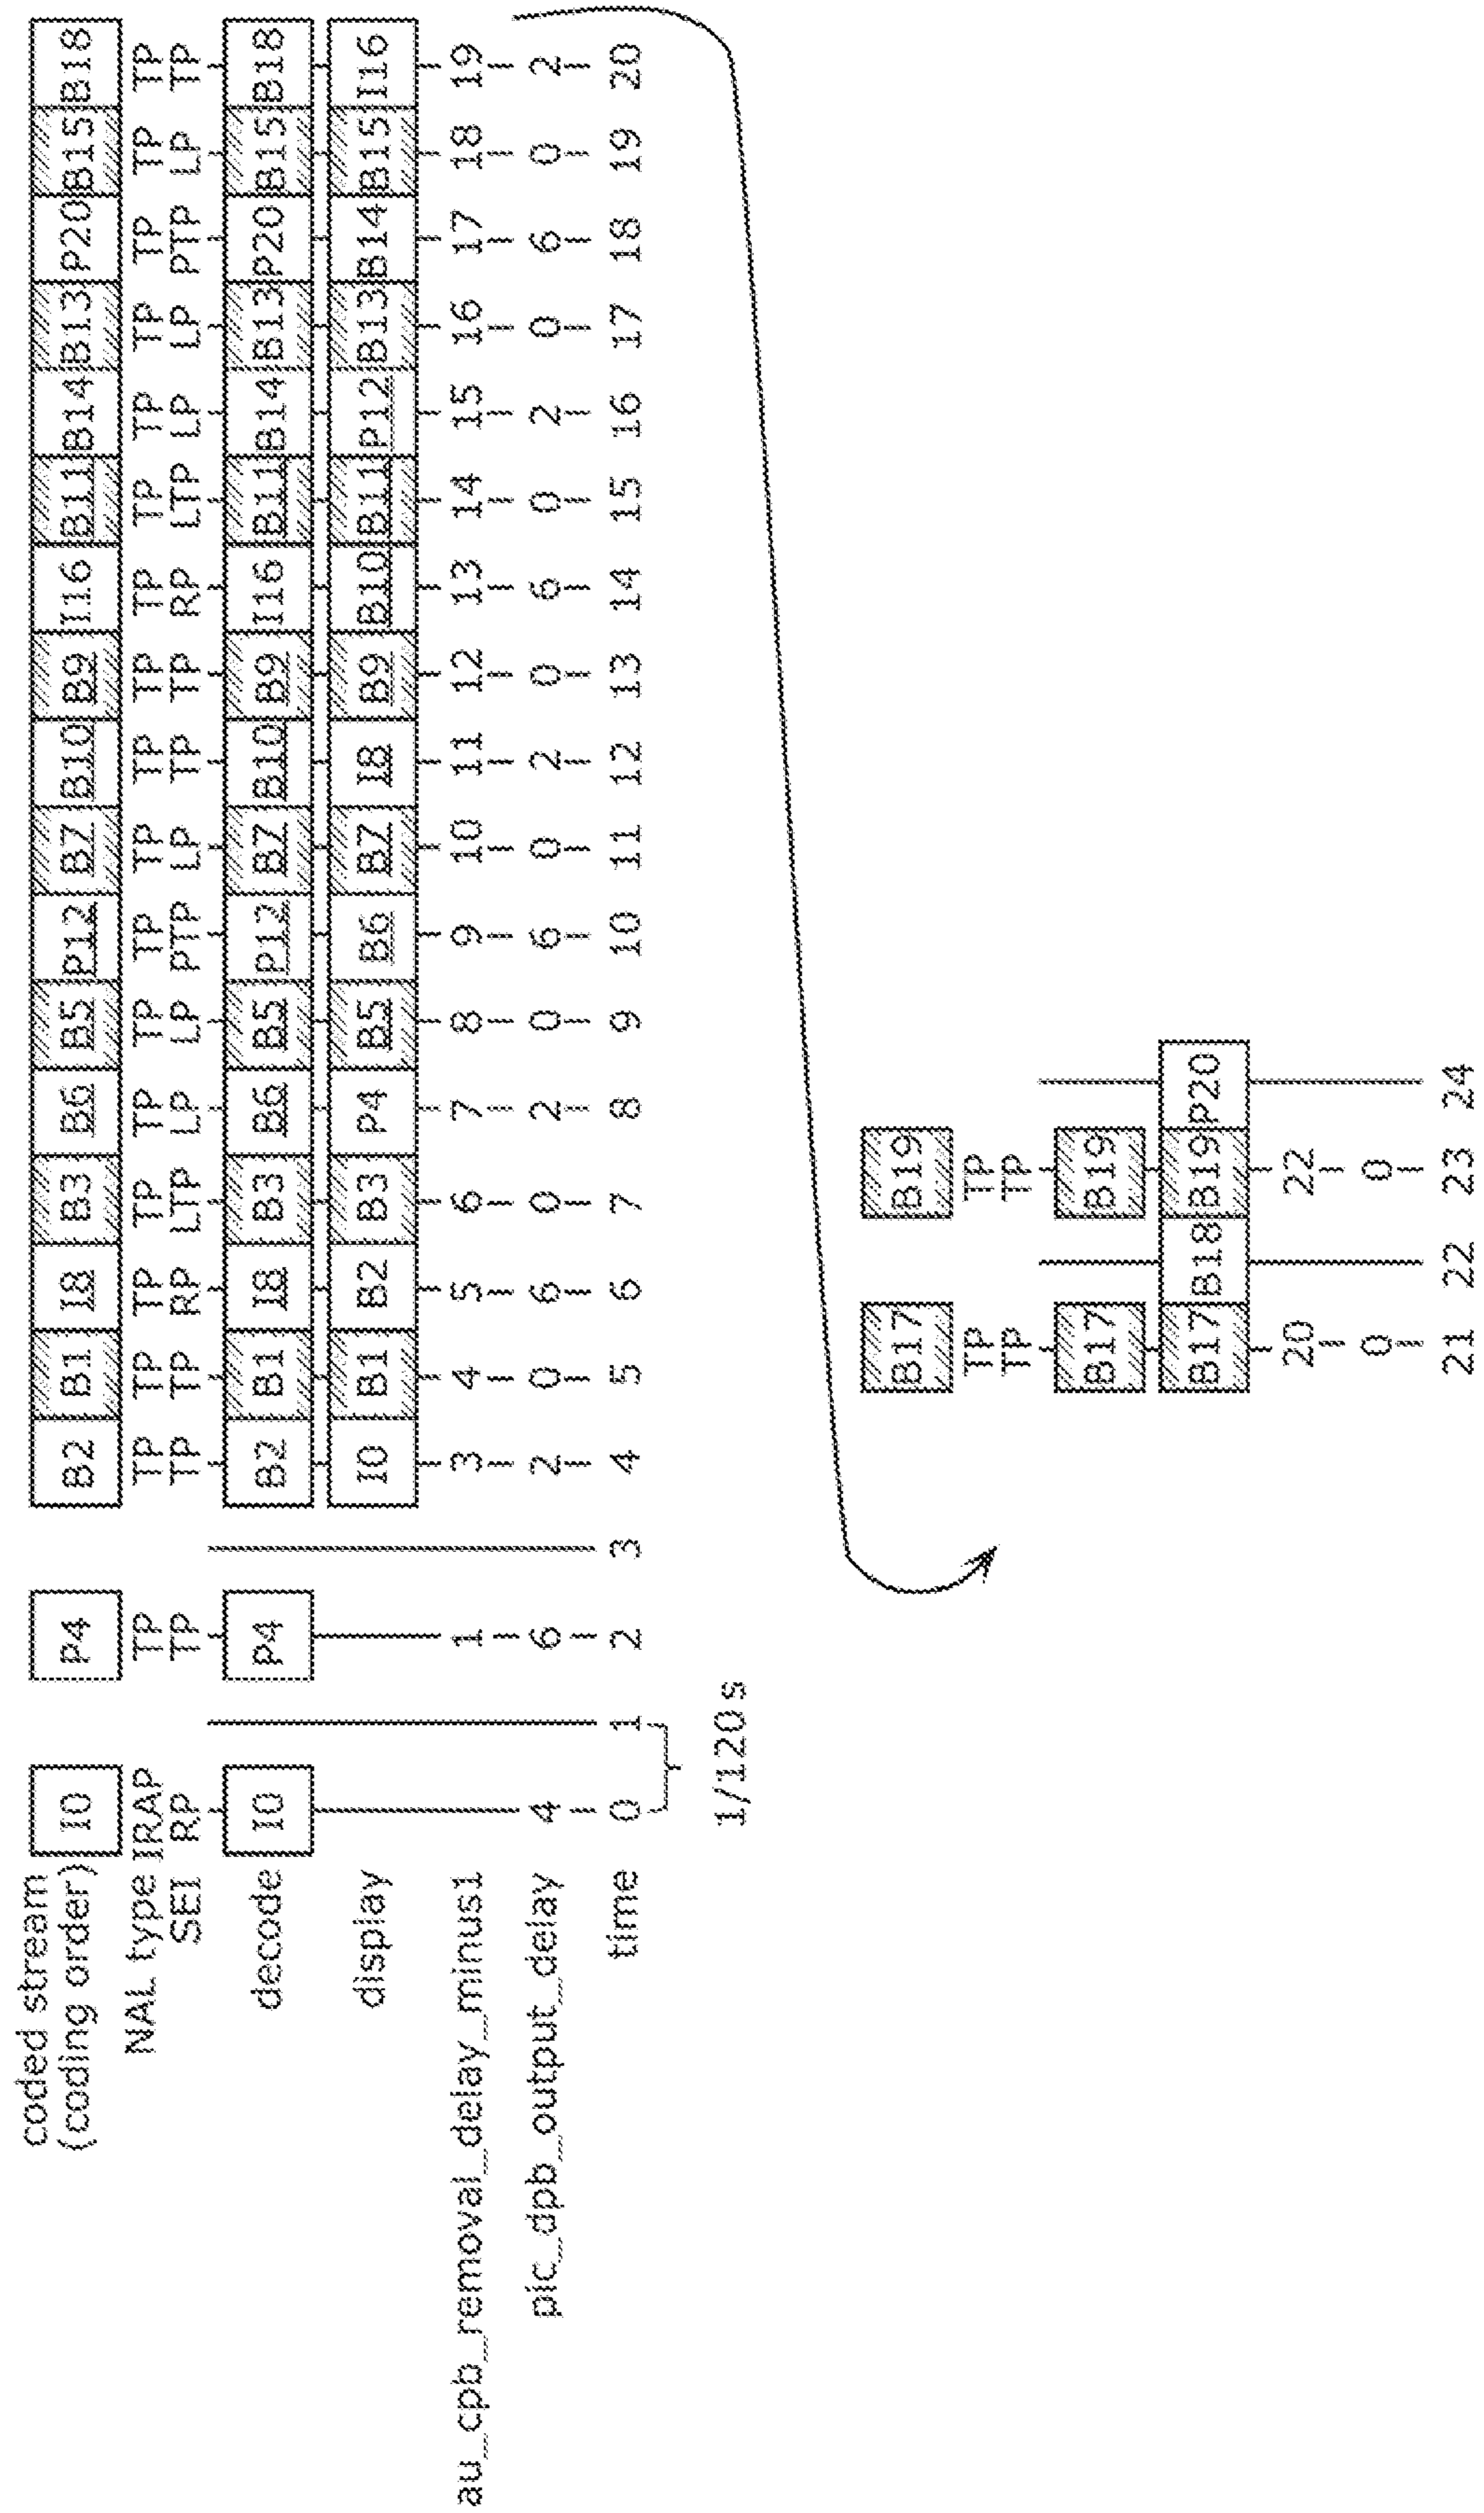 coded stream I0 P4 B2 B1 I8 B3 B6 B5 P12 B7 B10 B9 I16 B11 B14 B13 P20 B15 B18
(coding order)
NAL type IRAP TP TP TP TP TP TP TP TP TP TP TP TP TP TP TP TP TP TP
SEI RP TP TP TP RP LTP LP LP PTP LP TP TP RP LTP LP LP PTP LP TP
decode I0 P4 B2 B1 I8 B3 B6 B5 P12 B7 B10 B9 I16 B11 B14 B13 P20 B15 B18
display I0 B1 B2 B3 P4 B5 B6 B7 I8 B9 B10 B11 P12 B13 B14 B15 I16
au_cpb_removal_delay_minus1 1 3 4 5 6 7 8 9 10 11 12 13 14 15 16 17 18 19
pic_dpb_output_delay 4 6 2 0 6 0 2 0 6 0 2 0 6 0 2 0 6 0 2
time 0 1 2 3 4 5 6 7 8 9 10 11 12 13 14 15 16 17 18 19 20
1/120s
B17 B19
TP TP
TP TP
B17 B19
B17 B18 B19 P20
20 22
0 0
21 22 23 24